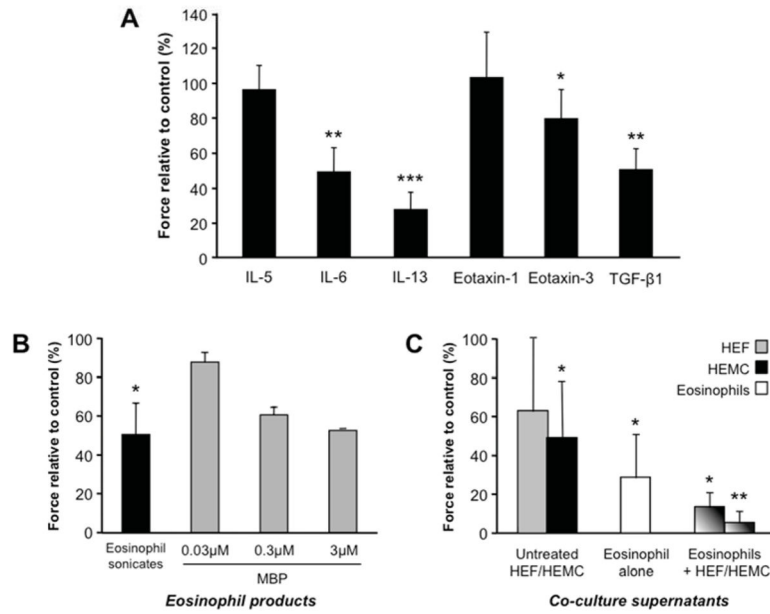 A
Force relative to control (%)
140
120
100
80
60
40
20
0
**
***
*
**
IL-5 IL-6 IL-13 Eotaxin-1 Eotaxin-3 TGF-β1
B
Force relative to control (%)
100
80
60
40
20
0
*
Eosinophil
sonicates
0.03µM 0.3µM 3µM
MBP
Eosinophil products
C
Force relative to control (%)
100
80
60
40
20
0
HEF
HEMC
Eosinophils
*
*
*
**
Untreated
HEF/HEMC
Eosinophil
alone
Eosinophils
+ HEF/HEMC
Co-culture supernatants